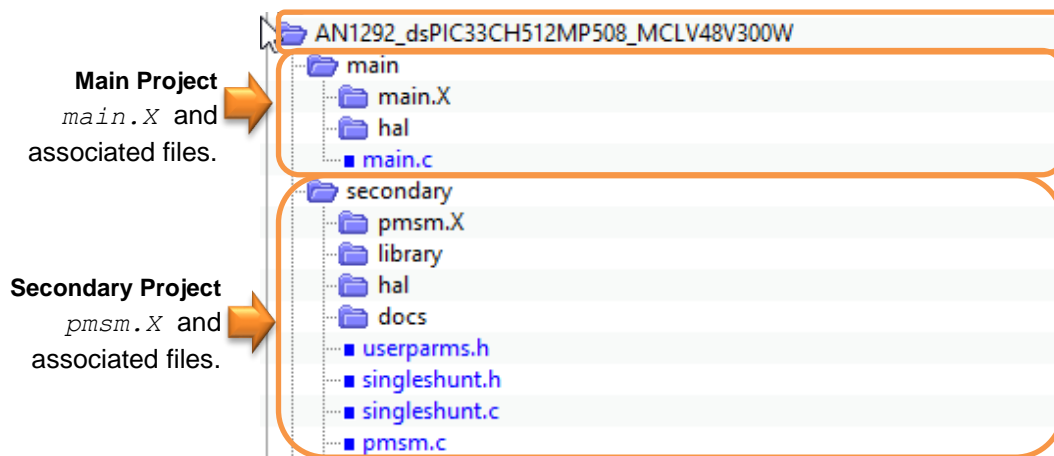 AN1292_dsPIC33CH512MP508_MCLV48V300W
main
Main Project
main.X and
associated files.
main.X
hal
main.c
secondary
pmsm.X
library
Secondary Project
pmsm.X and
associated files.
hal
docs
userparms.h
singleshunt.h
singleshunt.c
pmsm.c